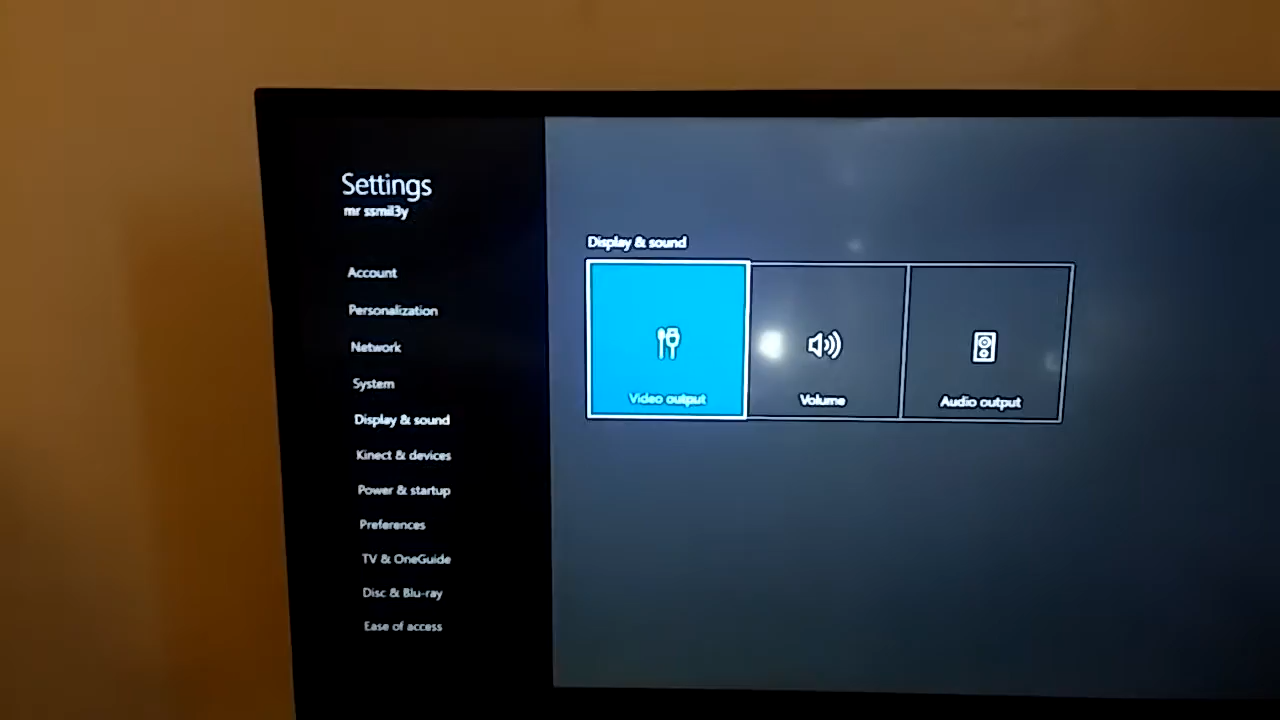 Settings
mr ssmil3y
Account
Personalization
Network
System
Display & sound
Kinect & devices
Power & startup
Preferences
TV & OneGuide
Disc & Blu-ray
Ease of access
Display & sound
Video output
Volume
Audio output